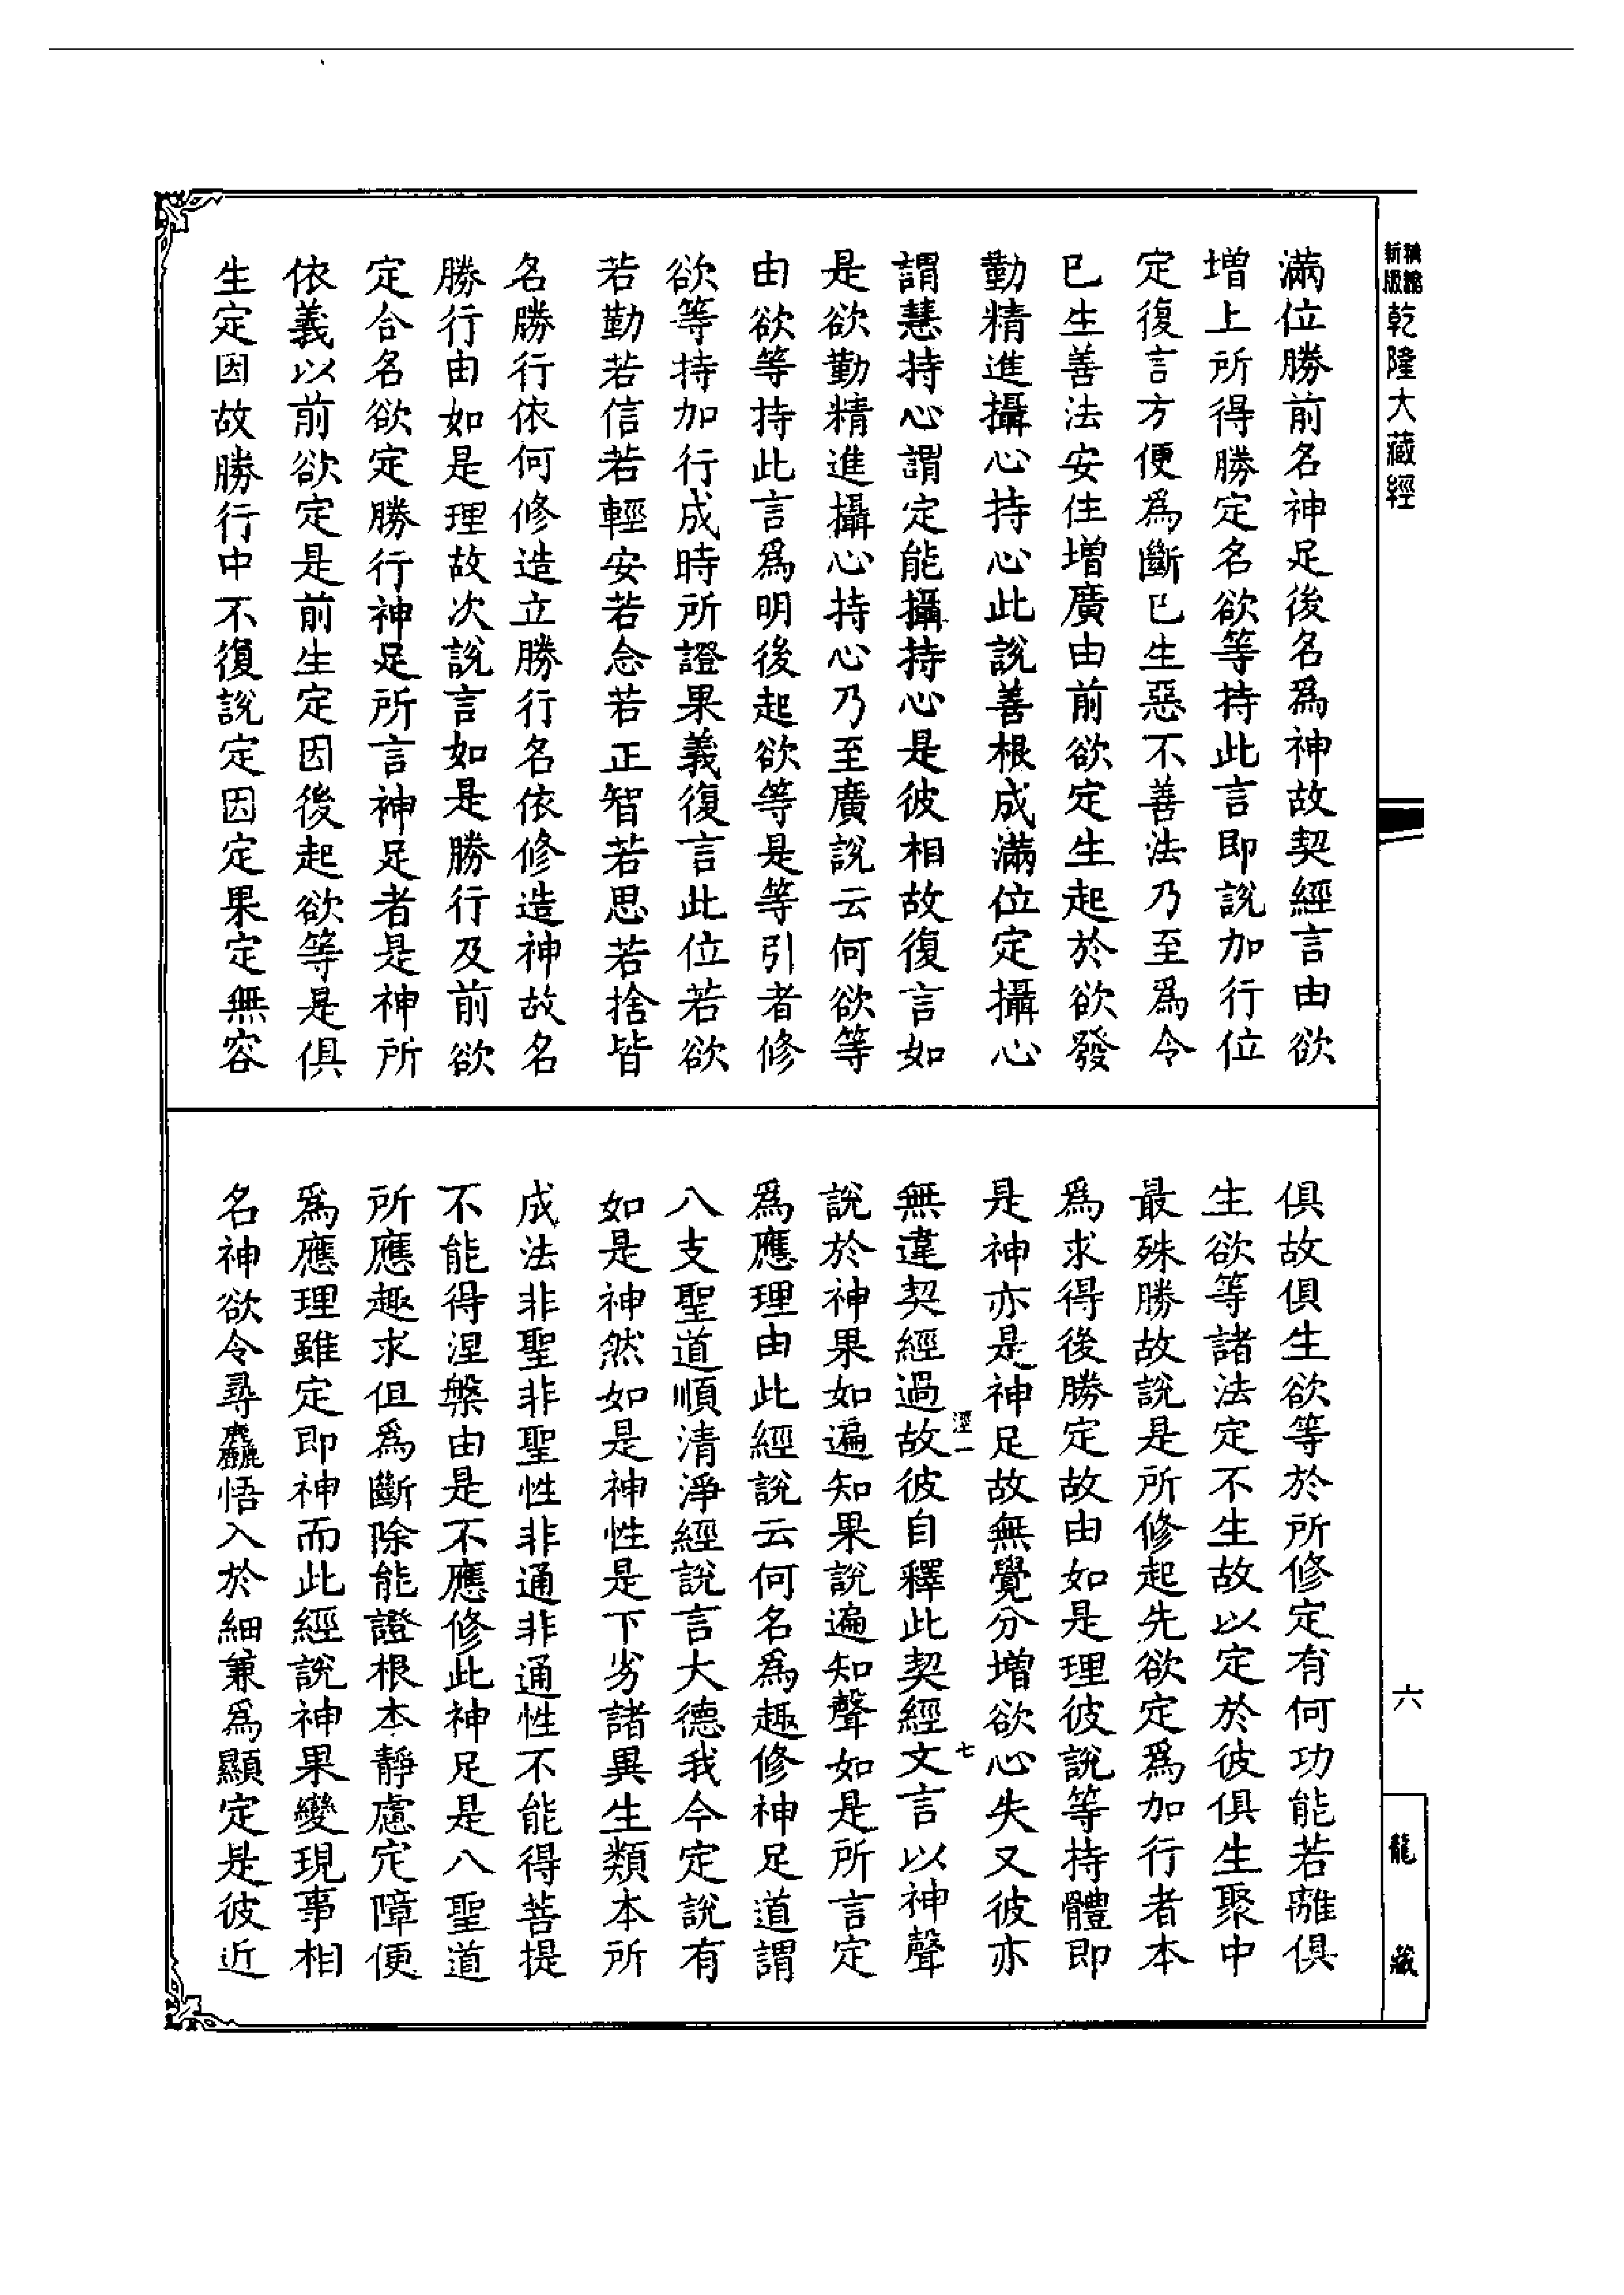 新版精縮乾隆大藏經
滿位勝前名神足後名爲神故契經言由欲
增上所得勝定名欲等持此言即說加行位
定復言方便爲斷已生惡不善法乃至爲令
已生善法安住增廣由前欲定生起於欲發
勤精進攝心持心此說善根成滿位定攝心
謂慧持心謂定能攝持心是彼相故復言如
是欲勤精進攝心持心乃至廣說云何欲等
由欲等持此言爲明後起欲等是等引者修
欲等持加行成時所證果義復言此位若欲
若勤若信若輕安若念若正智若思若捨皆
名勝行依何修造立勝行名依修造神故名
勝行由如是理故次說言如是勝行及前欲
定合名欲定勝行神足所言神足者是神所
依義以前欲定是前生定因後起欲等是俱
生定因故勝行中不復說定因定果定無容
俱故俱生欲等於所修定有何功能若離俱
生欲等諸法定不生故以定於彼俱生聚中
最殊勝故說是所修起先欲定爲加行者本
爲求得後勝定故由如是理彼說等持體即
是神亦是神足故無覺分增欲心失又彼亦
無違契經過故彼自釋此契經文言以神聲
說於神果如遍知果說遍知聲如是所言定
爲應理由此經說云何名爲趣修神足道謂
八支聖道順清淨經說言大德我今定說有
如是神然如是神性是下劣諸異生類本所
成法非聖非聖性非通非通性不能得菩提
不能得涅槃由是不應修此神足是八聖道
所應趣求但爲斷除能證根本靜慮定障便
爲應理雖定即神而此經說神果變現事相
名神欲令尋麤悟入於細兼爲顯定是彼近
涇一
七
六
龍藏